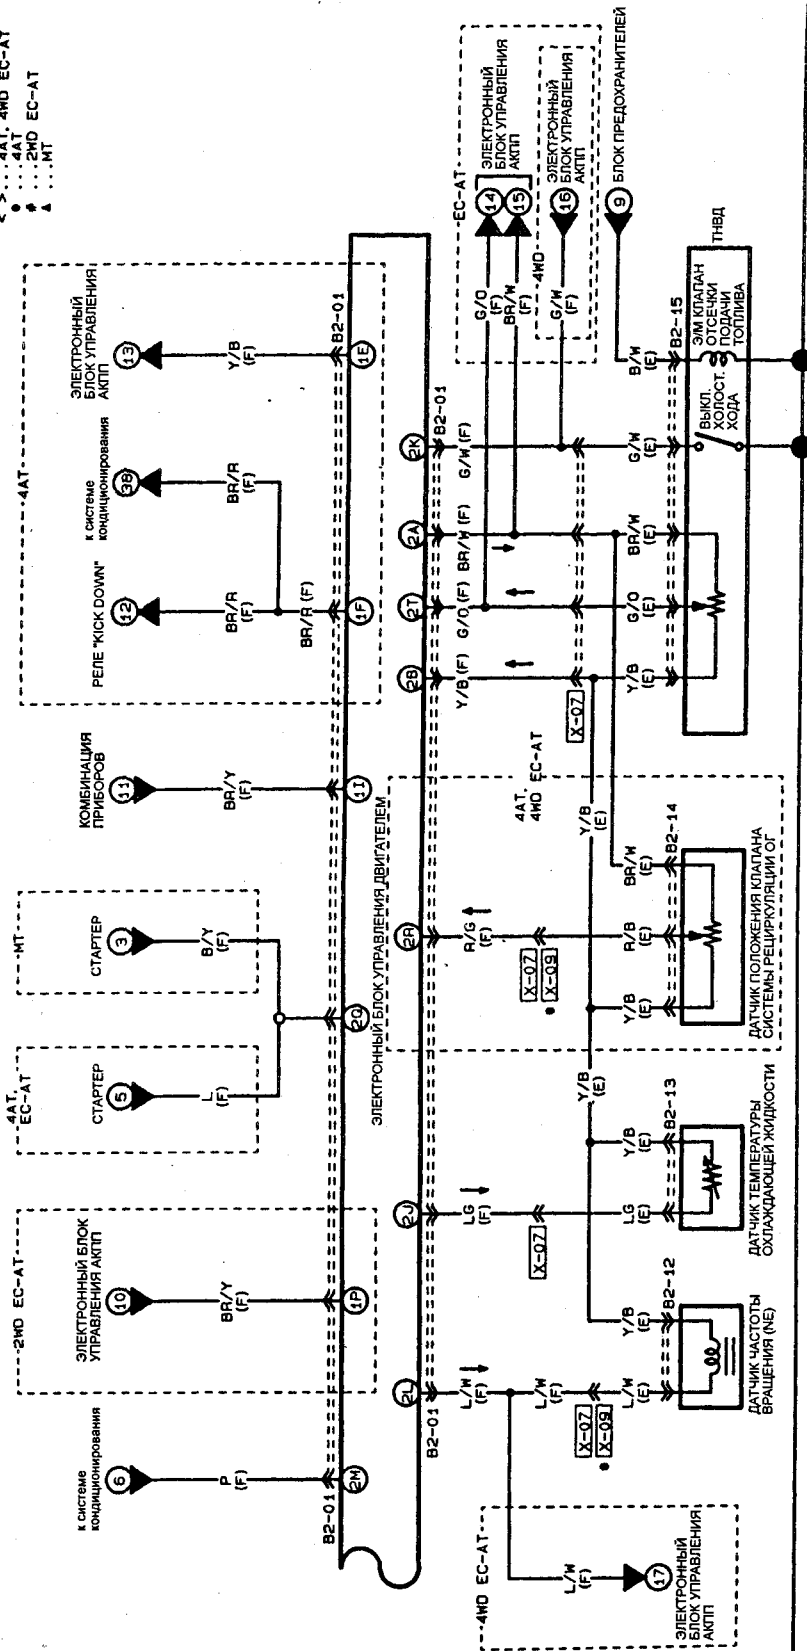 < >...4AT, 4WD EC-AT
● ...4AT
# ...2WD EC-AT
▲ ...MT
К СИСТЕМЕ
КОНДИЦИОНИРОВАНИЯ
6
P
(F)
B2-01
2M
2WD EC-AT
ЭЛЕКТРОННЫЙ БЛОК
УПРАВЛЕНИЯ АКПП
10
BR/Y
(F)
1P
4AT,
EC-AT
СТАРТЕР
5
L
(F)
MT
СТАРТЕР
3
B/Y
(F)
2Q
КОМБИНАЦИЯ
ПРИБОРОВ
11
BR/Y
(F)
1I
4AT
РЕЛЕ "KICK DOWN"
12
BR/R
(F)
BR/R (F)
1F
К СИСТЕМЕ
КОНДИЦИОНИРОВАНИЯ
38
BR/R
(F)
ЭЛЕКТРОННЫЙ
БЛОК УПРАВЛЕНИЯ
АКПП
13
Y/B
(F)
B2-01
1E
ЭЛЕКТРОННЫЙ БЛОК УПРАВЛЕНИЯ ДВИГАТЕЛЕМ
2L
2J
2R
2B
2T
2A
2K
B2-01
B2-01
L/W
(F)
L/W
(F)
X-07
● X-09
L/W
(E)
Y/B
(E)
B2-12
ДАТЧИК ЧАСТОТЫ
ВРАЩЕНИЯ (NE)
4WD EC-AT
L/W
(F)
17
ЭЛЕКТРОННЫЙ
БЛОК УПРАВЛЕНИЯ
АКПП
LG
(F)
X-07
LG
(E)
Y/B
(E)
B2-13
ДАТЧИК ТЕМПЕРАТУРЫ
ОХЛАЖДАЮЩЕЙ ЖИДКОСТИ
Y/B
(E)
4AT,
4WD EC-AT
R/G
(F)
X-07
● X-09
Y/B
(E)
R/B
(E)
BR/W
(E)
B2-14
ДАТЧИК ПОЛОЖЕНИЯ КЛАПАНА
СИСТЕМЫ РЕЦИРКУЛЯЦИИ ОГ
Y/B
(E)
Y/B (F)
G/O (F)
BR/W (F)
G/W (F)
X-07
Y/B
(E)
G/O
(E)
BR/W
(E)
G/W
(E)
B/W
(E)
B2-15
ВЫКЛ.
ХОЛОСТ.
ХОДА
Э/М КЛАПАН
ОТСЕЧКИ
ПОДАЧИ
ТОПЛИВА
ТНВД
EC-AT
G/O
(F)
BR/W
(F)
14
15
ЭЛЕКТРОННЫЙ
БЛОК УПРАВЛЕНИЯ
АКПП
4WD
G/W
(F)
16
ЭЛЕКТРОННЫЙ
БЛОК УПРАВЛЕНИЯ
АКПП
9
БЛОК ПРЕДОХРАНИТЕЛЕЙ